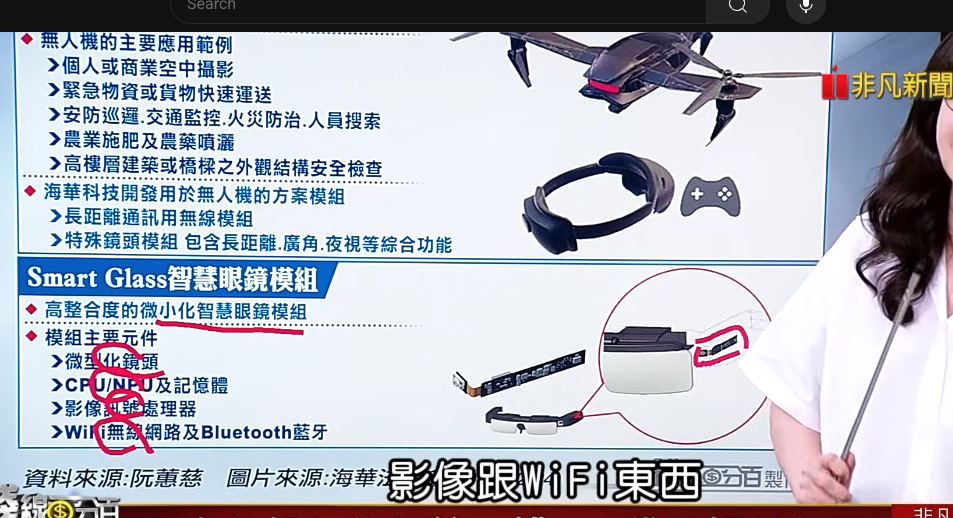 Search
無人機的主要應用範例
個人或商業空中攝影
緊急物資或貨物快速運送
安防巡邏.交通監控.火災防治.人員搜索
農業施肥及農藥噴灑
高樓層建築或橋樑之外觀結構安全檢查
海華科技開發用於無人機的方案模組
長距離通訊用無線模組
特殊鏡頭模組 包含長距離.廣角.夜視等綜合功能
非凡新聞
Smart Glass智慧眼鏡模組
高整合度的微小化智慧眼鏡模組
模組主要元件
微型化鏡頭
CPU/NPU及記憶體
影像訊號處理器
WiFi無線網路及Bluetooth藍牙
資料來源:阮蕙慈 圖片來源:海華
分百製
影像跟WiFi東西
線分百
非凡